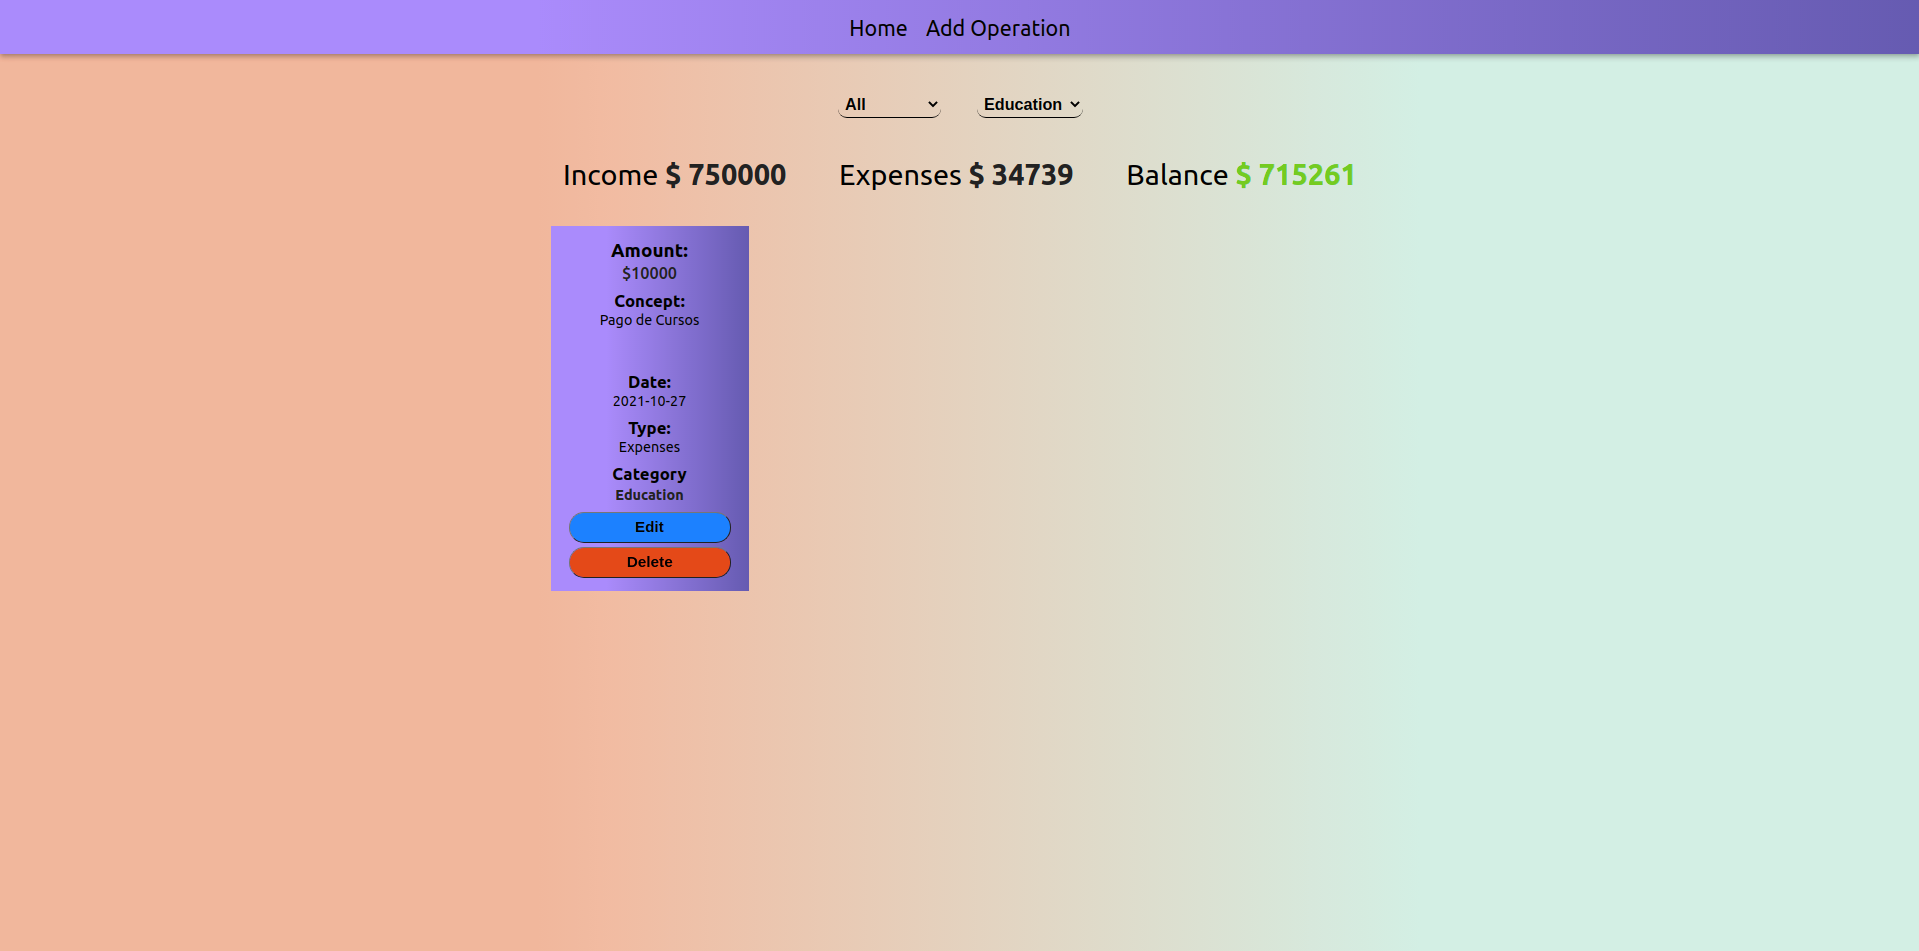 Home Add Operation
All Education
Income $ 750000 Expenses $ 34739 Balance $ 715261
Amount:
$10000
Concept:
Pago de Cursos
Date:
2021-10-27
Type:
Expenses
Category
Education
Edit
Delete